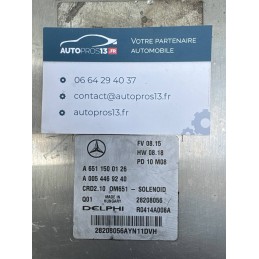 AUTOPROS13.FR
VOTRE PARTENAIRE
AUTOMOBILE
06 64 29 40 37
contact@autopros13.fr
autopros13.fr
FV 08.15
HW 08.18
PD 10 M08
A 651 150 01 26
A 005 446 92 40
CRD2.10 OM651 - SOLENOID
Q01 MADE IN HUNGARY 28208056
DELPHI R0414A008A
28208056AYN11DVH